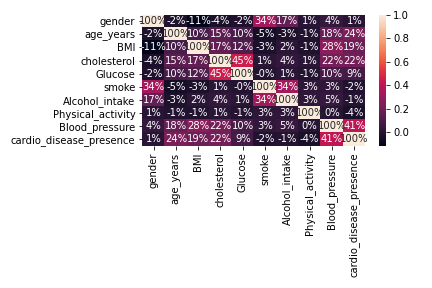 gender 100% -2% -11% -4% -2% 34% 17% 1% 4% 1%
age_years -2% 100% 10% 15% 10% -5% -3% -1% 18% 24%
BMI -11% 10% 100% 17% 12% -3% 2% -1% 28% 19%
cholesterol -4% 15% 17% 100% 45% 1% 4% 1% 22% 22%
Glucose -2% 10% 12% 45% 100% -0% 1% -1% 10% 9%
smoke 34% -5% -3% 1% -0% 100% 34% 3% 3% -2%
Alcohol_intake 17% -3% 2% 4% 1% 34% 100% 3% 5% -1%
Physical_activity 1% -1% -1% 1% -1% 3% 3% 100% 0% -4%
Blood_pressure 4% 18% 28% 22% 10% 3% 5% 0% 100% 41%
cardio_disease_presence 1% 24% 19% 22% 9% -2% -1% -4% 41% 100%
gender
age_years
BMI
cholesterol
Glucose
smoke
Alcohol_intake
Physical_activity
Blood_pressure
cardio_disease_presence
1.0
0.8
0.6
0.4
0.2
0.0